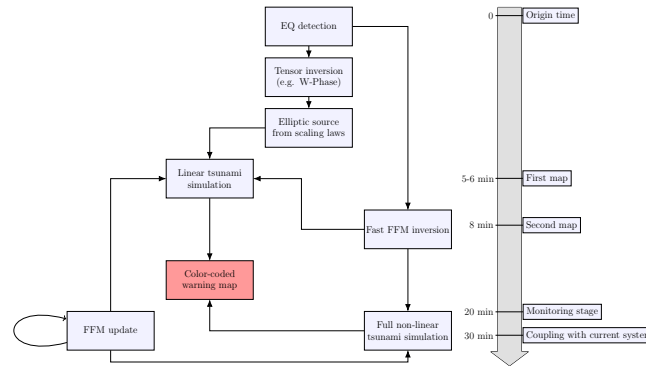 EQ detection
Tensor inversion
(e.g. W-Phase)
Elliptic source
from scaling laws
Linear tsunami
simulation
Fast FFM inversion
Color-coded
warning map
FFM update
Full non-linear
tsunami simulation
0
Origin time
5-6 min
First map
8 min
Second map
20 min
Monitoring stage
30 min
Coupling with current system